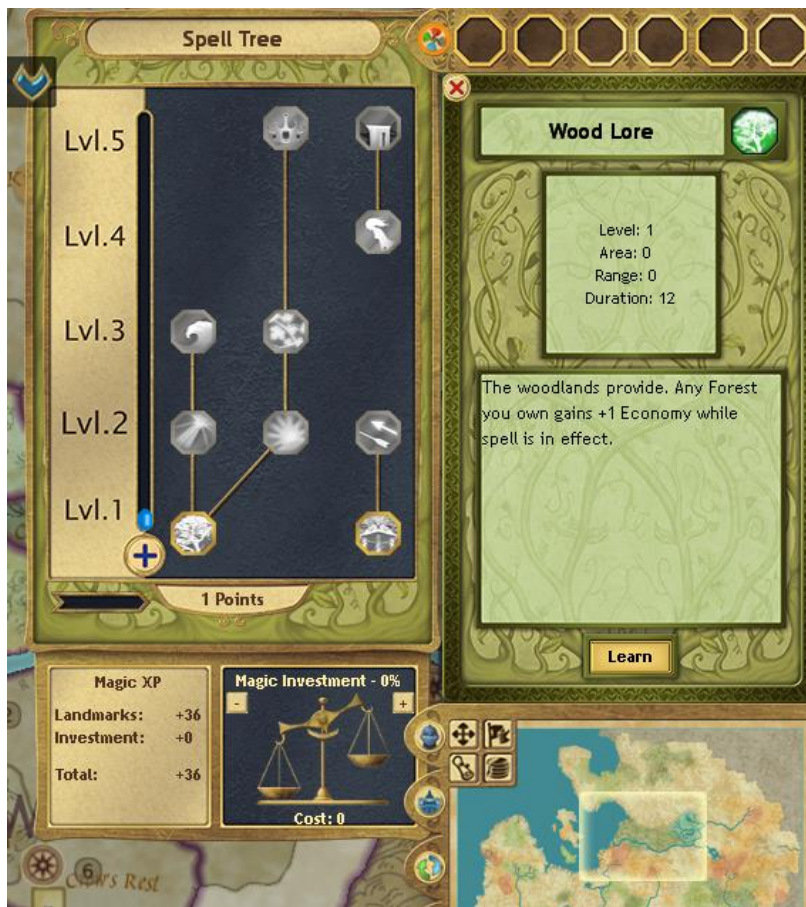 Spell Tree
Lvl.5
Lvl.4
Lvl.3
Lvl.2
Lvl.1
1 Points
Wood Lore
Level: 1
Area: 0
Range: 0
Duration: 12
The woodlands provide. Any Forest
you own gains +1 Economy while
spell is in effect.
Learn
Magic XP
Landmarks: +36
Investment: +0
Total: +36
Magic Investment - 0%
- +
Cost: 0
6
Rest